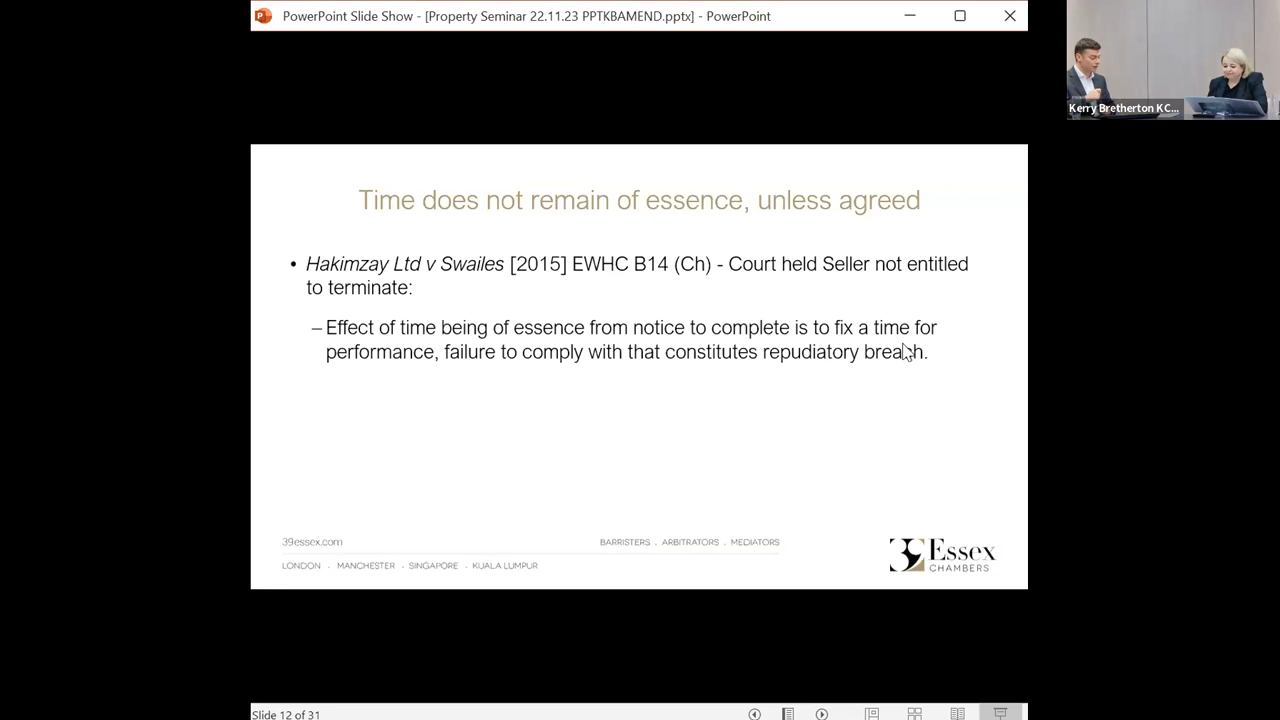 PowerPoint Slide Show - [Property Seminar 22.11.23 PPTKBAMEND.pptx] - PowerPoint
Kerry Bretherton KC...
Time does not remain of essence, unless agreed
• Hakimzay Ltd v Swailes [2015] EWHC B14 (Ch) - Court held Seller not entitled
to terminate:
– Effect of time being of essence from notice to complete is to fix a time for
performance, failure to comply with that constitutes repudiatory breach.
39essex.com
BARRISTERS . ARBITRATORS . MEDIATORS
LONDON . MANCHESTER . SINGAPORE . KUALA LUMPUR
39 Essex
CHAMBERS
Slide 12 of 31